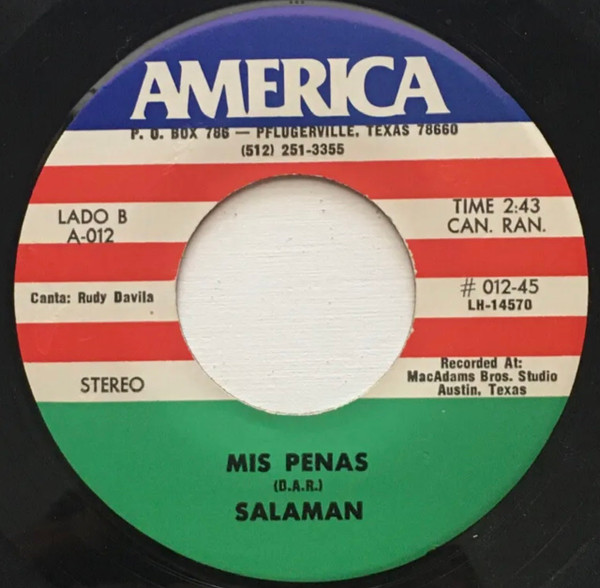 AMERICA
P. O. BOX 786 — PFLUGERVILLE, TEXAS 78660
(512) 251-3355
LADO B
A-012
TIME 2:43
CAN. RAN.
Canta: Rudy Davila
# 012-45
LH-14570
STEREO
Recorded At:
MacAdams Bros. Studio
Austin, Texas
MIS PENAS
(D.A.R.)
SALAMAN